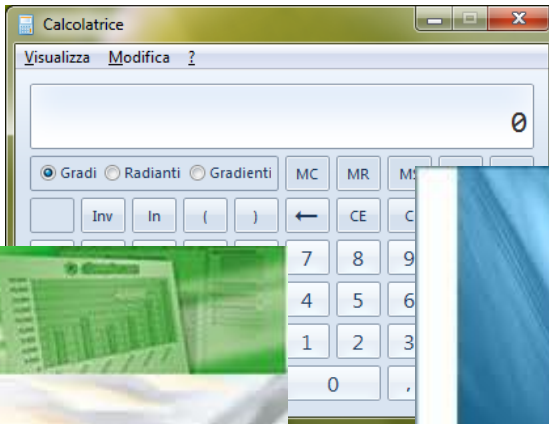 Calcolatrice
Visualizza Modifica ?
0
Gradi Radianti Gradienti MC MR
Inv ln ( ) ← CE C
7 8 9
4 5 6
1 2 3
0 ,